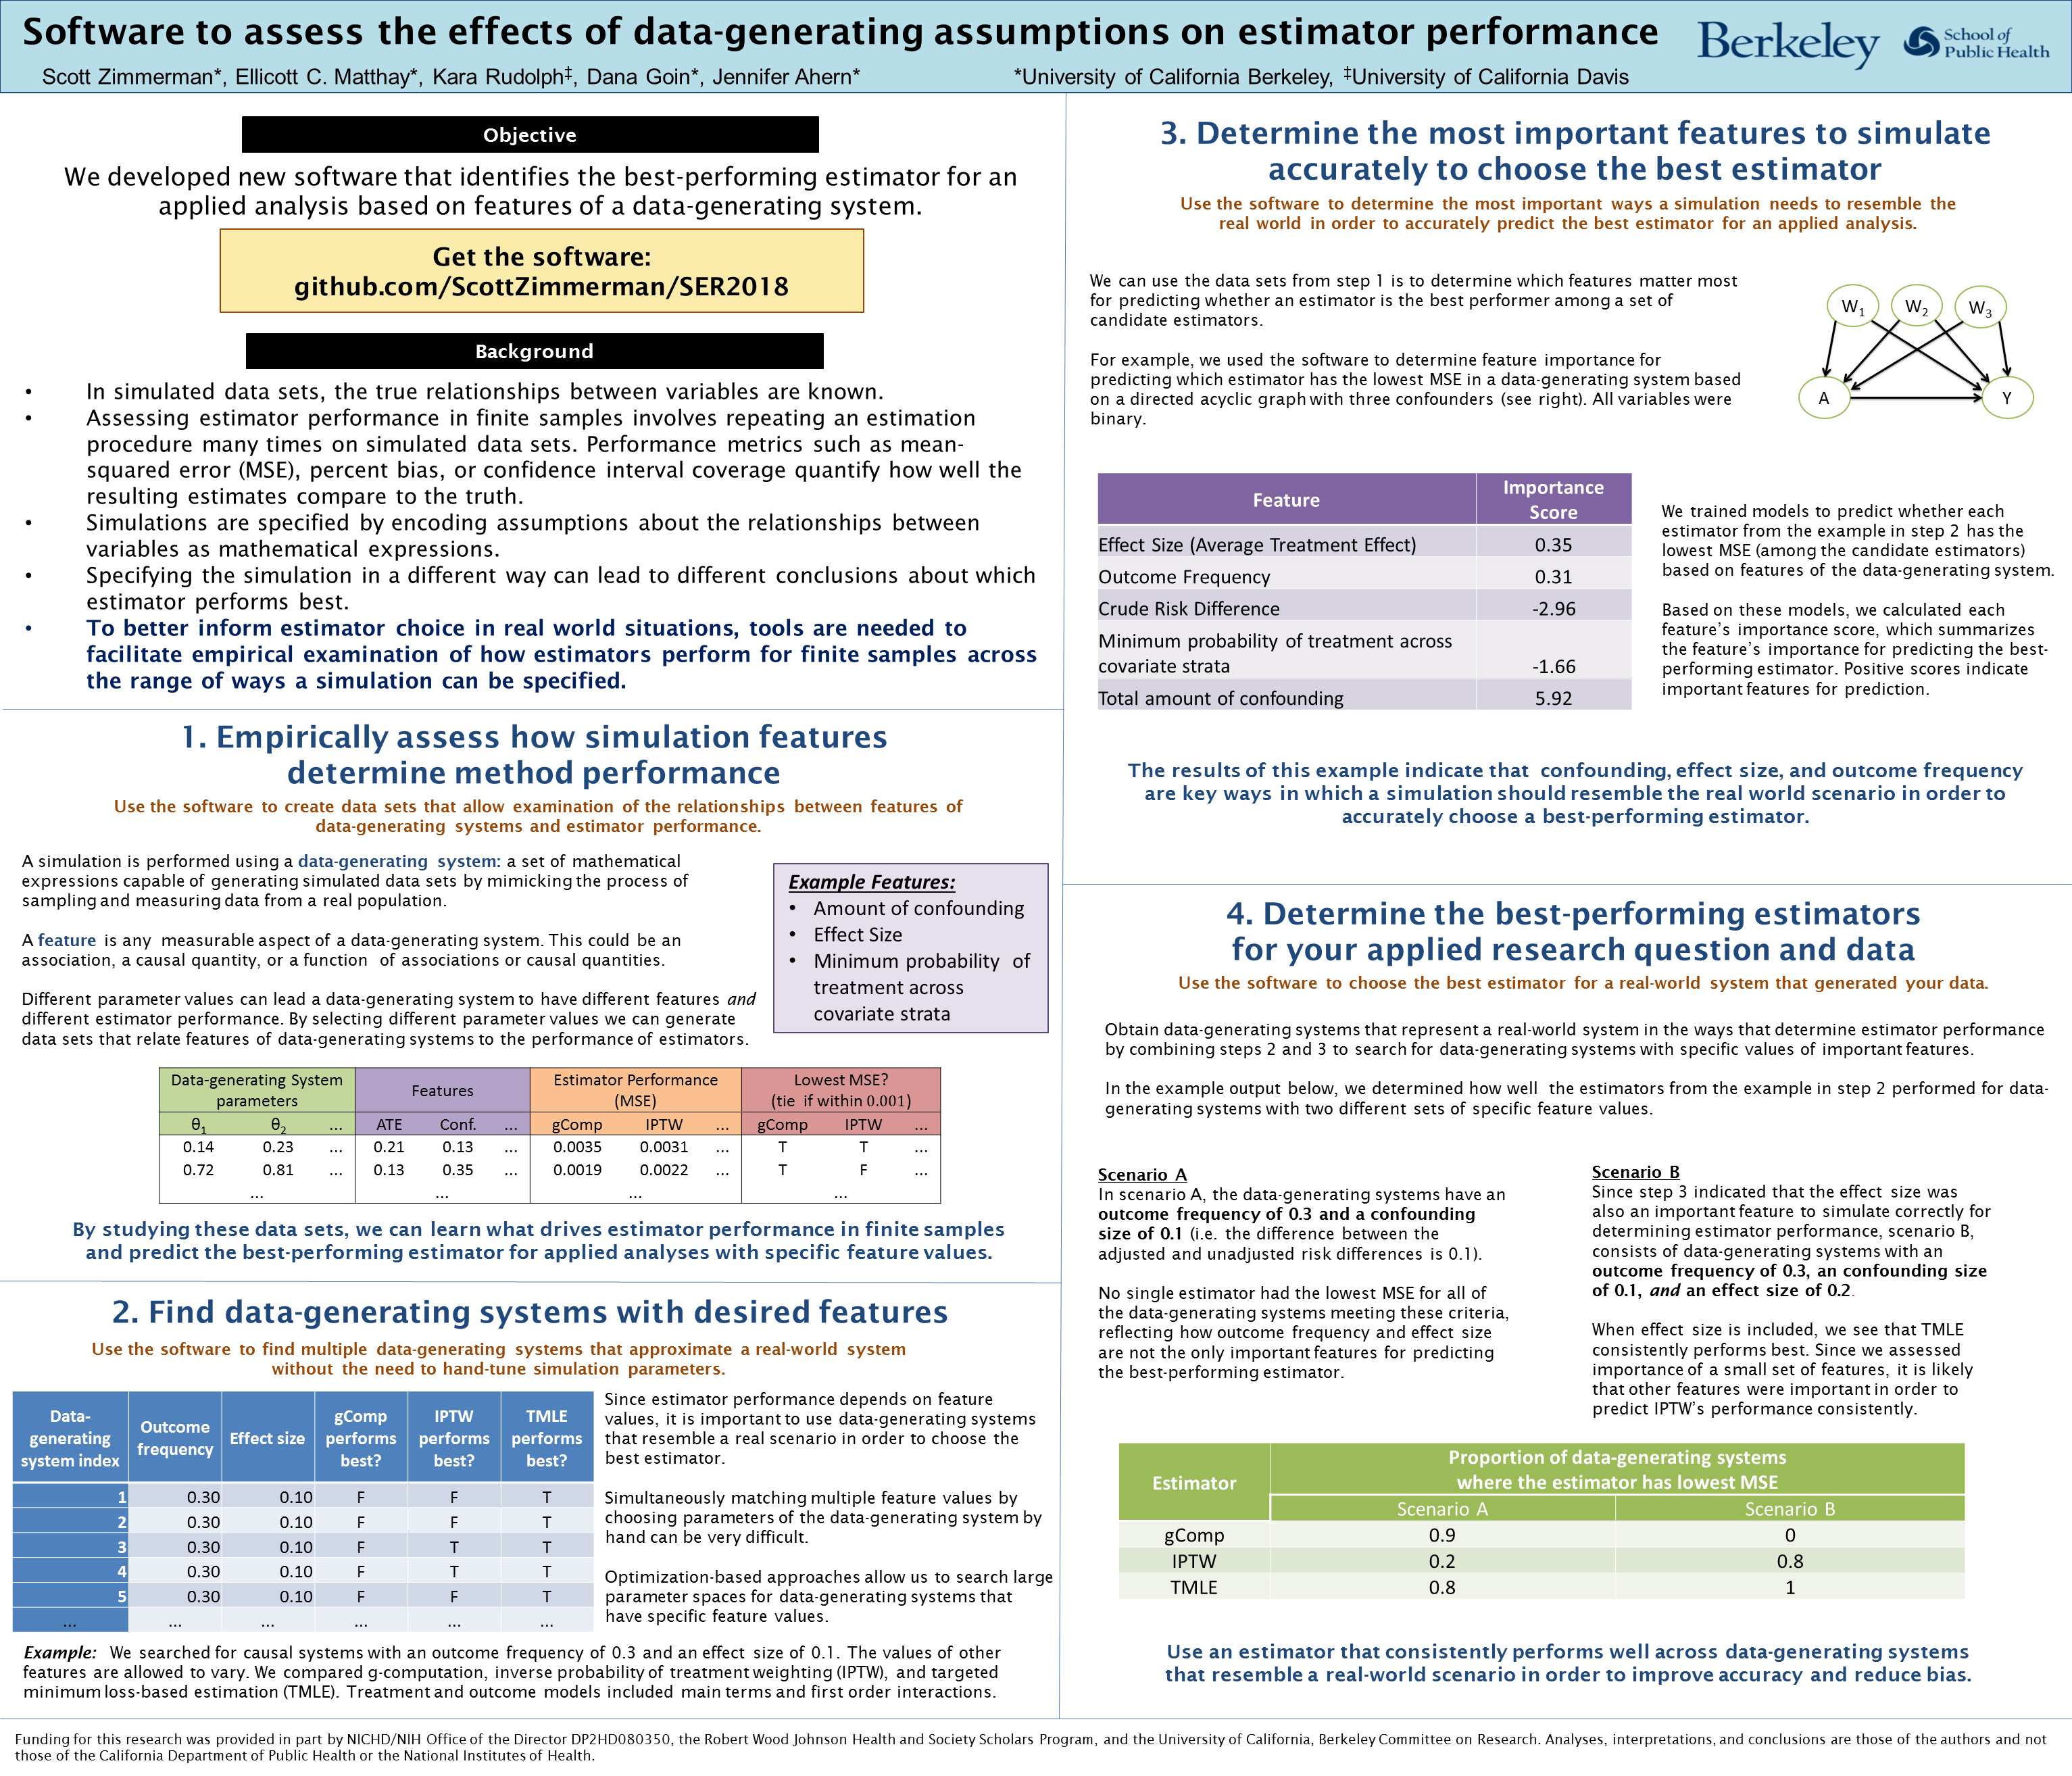 Software to assess the effects of data-generating assumptions on estimator performance
Scott Zimmerman*, Ellicott C. Matthay*, Kara Rudolph‡, Dana Goin*, Jennifer Ahern*
*University of California Berkeley, ‡University of California Davis
Berkeley
School of
Public Health
Objective
We developed new software that identifies the best-performing estimator for an
applied analysis based on features of a data-generating system.
Get the software:
github.com/ScottZimmerman/SER2018
Background
• In simulated data sets, the true relationships between variables are known.
• Assessing estimator performance in finite samples involves repeating an estimation
procedure many times on simulated data sets. Performance metrics such as mean-
squared error (MSE), percent bias, or confidence interval coverage quantify how well the
resulting estimates compare to the truth.
• Simulations are specified by encoding assumptions about the relationships between
variables as mathematical expressions.
• Specifying the simulation in a different way can lead to different conclusions about which
estimator performs best.
• To better inform estimator choice in real world situations, tools are needed to
facilitate empirical examination of how estimators perform for finite samples across
the range of ways a simulation can be specified.
1. Empirically assess how simulation features
determine method performance
Use the software to create data sets that allow examination of the relationships between features of
data-generating systems and estimator performance.
A simulation is performed using a data-generating system: a set of mathematical
expressions capable of generating simulated data sets by mimicking the process of
sampling and measuring data from a real population.
A feature is any measurable aspect of a data-generating system. This could be an
association, a causal quantity, or a function of associations or causal quantities.
Different parameter values can lead a data-generating system to have different features and
different estimator performance. By selecting different parameter values we can generate
data sets that relate features of data-generating systems to the performance of estimators.
Example Features:
• Amount of confounding
• Effect Size
• Minimum probability of
treatment across
covariate strata
Data-generating System
parameters
Features
Estimator Performance
(MSE)
Lowest MSE?
(tie if within 0.001)
θ1 θ2 ... ATE Conf. ... gComp IPTW ... gComp IPTW ...
0.14 0.23 ... 0.21 0.13 ... 0.0035 0.0031 ... T T ...
0.72 0.81 ... 0.13 0.35 ... 0.0019 0.0022 ... T F ...
... ... ... ...
By studying these data sets, we can learn what drives estimator performance in finite samples
and predict the best-performing estimator for applied analyses with specific feature values.
2. Find data-generating systems with desired features
Use the software to find multiple data-generating systems that approximate a real-world system
without the need to hand-tune simulation parameters.
Data-
generating
system index
Outcome
frequency
Effect size
gComp
performs
best?
IPTW
performs
best?
TMLE
performs
best?
1 0.30 0.10 F F T
2 0.30 0.10 F F T
3 0.30 0.10 F T T
4 0.30 0.10 F T T
5 0.30 0.10 F F T
... ... ... ... ... ...
Since estimator performance depends on feature
values, it is important to use data-generating systems
that resemble a real scenario in order to choose the
best estimator.
Simultaneously matching multiple feature values by
choosing parameters of the data-generating system by
hand can be very difficult.
Optimization-based approaches allow us to search large
parameter spaces for data-generating systems that
have specific feature values.
Example: We searched for causal systems with an outcome frequency of 0.3 and an effect size of 0.1. The values of other
features are allowed to vary. We compared g-computation, inverse probability of treatment weighting (IPTW), and targeted
minimum loss-based estimation (TMLE). Treatment and outcome models included main terms and first order interactions.
3. Determine the most important features to simulate
accurately to choose the best estimator
Use the software to determine the most important ways a simulation needs to resemble the
real world in order to accurately predict the best estimator for an applied analysis.
We can use the data sets from step 1 is to determine which features matter most
for predicting whether an estimator is the best performer among a set of
candidate estimators.
For example, we used the software to determine feature importance for
predicting which estimator has the lowest MSE in a data-generating system based
on a directed acyclic graph with three confounders (see right). All variables were
binary.
W1 W2 W3
A Y
Feature
Importance
Score
Effect Size (Average Treatment Effect) 0.35
Outcome Frequency 0.31
Crude Risk Difference -2.96
Minimum probability of treatment across
covariate strata -1.66
Total amount of confounding 5.92
We trained models to predict whether each
estimator from the example in step 2 has the
lowest MSE (among the candidate estimators)
based on features of the data-generating system.
Based on these models, we calculated each
feature's importance score, which summarizes
the feature's importance for predicting the best-
performing estimator. Positive scores indicate
important features for prediction.
The results of this example indicate that confounding, effect size, and outcome frequency
are key ways in which a simulation should resemble the real world scenario in order to
accurately choose a best-performing estimator.
4. Determine the best-performing estimators
for your applied research question and data
Use the software to choose the best estimator for a real-world system that generated your data.
Obtain data-generating systems that represent a real-world system in the ways that determine estimator performance
by combining steps 2 and 3 to search for data-generating systems with specific values of important features.
In the example output below, we determined how well the estimators from the example in step 2 performed for data-
generating systems with two different sets of specific feature values.
Scenario A
In scenario A, the data-generating systems have an
outcome frequency of 0.3 and a confounding
size of 0.1 (i.e. the difference between the
adjusted and unadjusted risk differences is 0.1).
No single estimator had the lowest MSE for all of
the data-generating systems meeting these criteria,
reflecting how outcome frequency and effect size
are not the only important features for predicting
the best-performing estimator.
Scenario B
Since step 3 indicated that the effect size was
also an important feature to simulate correctly for
determining estimator performance, scenario B,
consists of data-generating systems with an
outcome frequency of 0.3, an confounding size
of 0.1, and an effect size of 0.2.
When effect size is included, we see that TMLE
consistently performs best. Since we assessed
importance of a small set of features, it is likely
that other features were important in order to
predict IPTW's performance consistently.
Estimator
Proportion of data-generating systems
where the estimator has lowest MSE
Scenario A Scenario B
gComp 0.9 0
IPTW 0.2 0.8
TMLE 0.8 1
Use an estimator that consistently performs well across data-generating systems
that resemble a real-world scenario in order to improve accuracy and reduce bias.
Funding for this research was provided in part by NICHD/NIH Office of the Director DP2HD080350, the Robert Wood Johnson Health and Society Scholars Program, and the University of California, Berkeley Committee on Research. Analyses, interpretations, and conclusions are those of the authors and not
those of the California Department of Public Health or the National Institutes of Health.